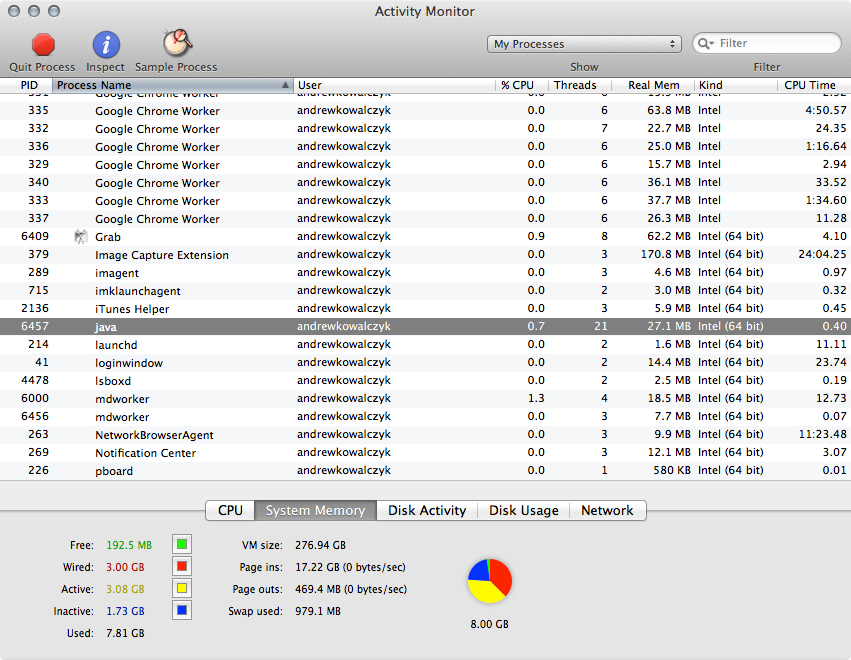 Activity Monitor
Quit Process Inspect Sample Process My Processes Show Filter Filter
PID Process Name User % CPU Threads Real Mem Kind CPU Time
Google Chrome Worker andrewkowalczyk
335 Google Chrome Worker andrewkowalczyk 0.0 6 63.8 MB Intel 4:50.57
332 Google Chrome Worker andrewkowalczyk 0.0 7 22.7 MB Intel 24.35
336 Google Chrome Worker andrewkowalczyk 0.0 6 25.0 MB Intel 1:16.64
329 Google Chrome Worker andrewkowalczyk 0.0 6 15.7 MB Intel 2.94
340 Google Chrome Worker andrewkowalczyk 0.0 6 36.1 MB Intel 33.52
333 Google Chrome Worker andrewkowalczyk 0.0 6 37.7 MB Intel 1:34.60
337 Google Chrome Worker andrewkowalczyk 0.0 6 26.3 MB Intel 11.28
6409 Grab andrewkowalczyk 0.9 8 62.2 MB Intel (64 bit) 4.10
379 Image Capture Extension andrewkowalczyk 0.0 3 170.8 MB Intel (64 bit) 24:04.25
289 imagent andrewkowalczyk 0.0 3 4.6 MB Intel (64 bit) 0.97
715 imklaunchagent andrewkowalczyk 0.0 2 3.0 MB Intel (64 bit) 0.32
2136 iTunes Helper andrewkowalczyk 0.0 3 5.9 MB Intel (64 bit) 0.45
6457 java andrewkowalczyk 0.7 21 27.1 MB Intel (64 bit) 0.40
214 launchd andrewkowalczyk 0.0 2 1.6 MB Intel (64 bit) 11.11
41 loginwindow andrewkowalczyk 0.0 2 14.4 MB Intel (64 bit) 23.74
4478 lsboxd andrewkowalczyk 0.0 2 2.5 MB Intel (64 bit) 0.19
6000 mdworker andrewkowalczyk 1.3 4 18.5 MB Intel (64 bit) 12.73
6456 mdworker andrewkowalczyk 0.0 3 7.7 MB Intel (64 bit) 0.07
263 NetworkBrowserAgent andrewkowalczyk 0.0 3 9.9 MB Intel (64 bit) 11:23.48
269 Notification Center andrewkowalczyk 0.0 3 12.1 MB Intel (64 bit) 3.07
226 pboard andrewkowalczyk 0.0 1 580 KB Intel (64 bit) 0.01
CPU System Memory Disk Activity Disk Usage Network
Free: 192.5 MB VM size: 276.94 GB
Wired: 3.00 GB Page ins: 17.22 GB (0 bytes/sec)
Active: 3.08 GB Page outs: 469.4 MB (0 bytes/sec)
Inactive: 1.73 GB Swap used: 979.1 MB
Used: 7.81 GB 8.00 GB